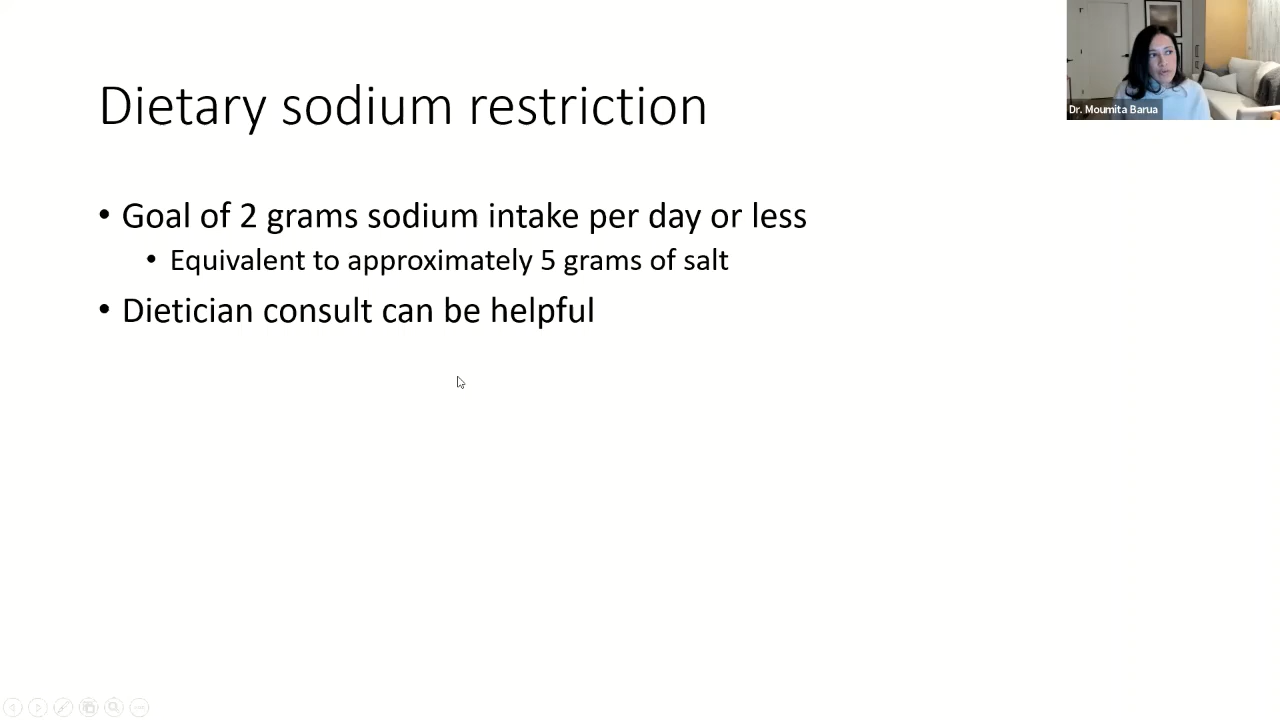 Dietary sodium restriction
Dr. Moumita Barua
• Goal of 2 grams sodium intake per day or less
• Equivalent to approximately 5 grams of salt
• Dietician consult can be helpful